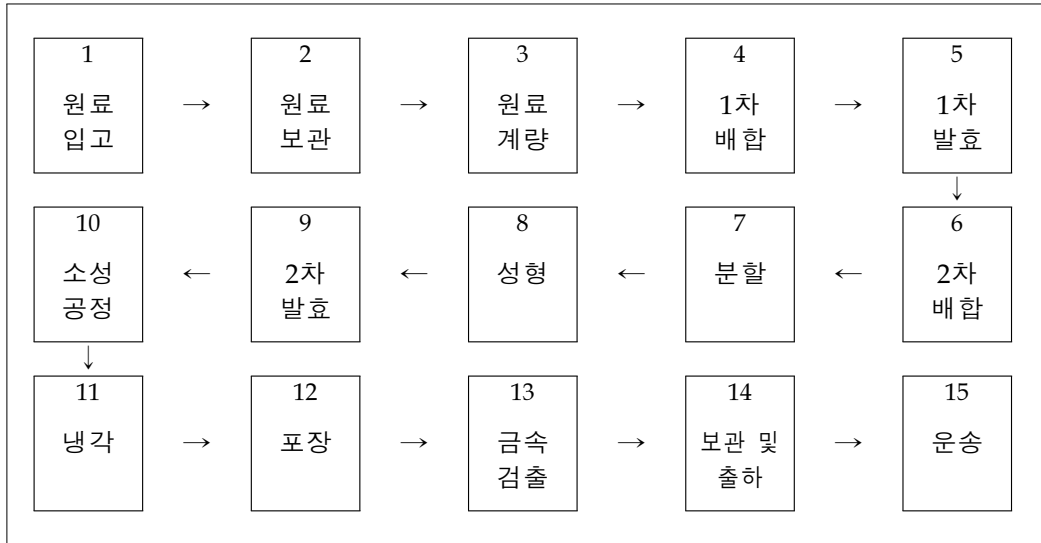 1
원료
입고
→
2
원료
보관
→
3
원료
계량
→
4
1차
배합
→
5
1차
발효
↓
6
2차
배합
←
7
분할
←
8
성형
←
9
2차
발효
←
10
소성
공정
↓
11
냉각
→
12
포장
→
13
금속
검출
→
14
보관 및
출하
→
15
운송